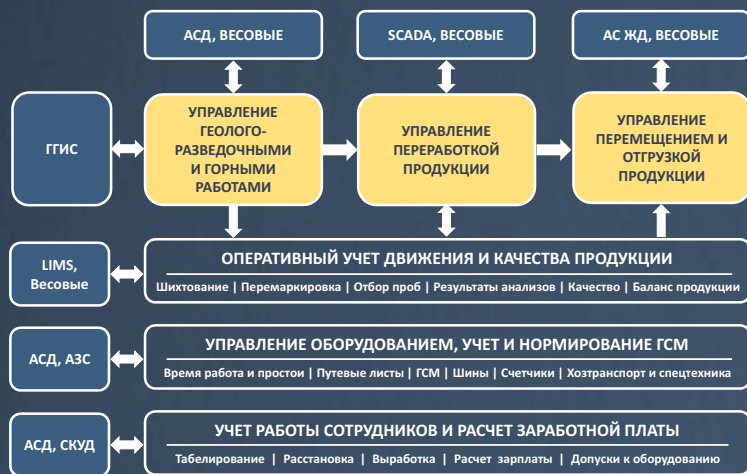 АСД, ВЕСОВЫЕ
SCADA, ВЕСОВЫЕ
АС ЖД, ВЕСОВЫЕ
ГГИС
УПРАВЛЕНИЕ
ГЕОЛОГО-
РАЗВЕДОЧНЫМИ
И ГОРНЫМИ
РАБОТАМИ
УПРАВЛЕНИЕ
ПЕРЕРАБОТКОЙ
ПРОДУКЦИИ
УПРАВЛЕНИЕ
ПЕРЕМЕЩЕНИЕМ И
ОТГРУЗКОЙ
ПРОДУКЦИИ
LIMS,
Весовые
ОПЕРАТИВНЫЙ УЧЕТ ДВИЖЕНИЯ И КАЧЕСТВА ПРОДУКЦИИ
Шихтование | Перемаркировка | Отбор проб | Результаты анализов | Качество | Баланс продукции
АСД, АЗС
УПРАВЛЕНИЕ ОБОРУДОВАНИЕМ, УЧЕТ И НОРМИРОВАНИЕ ГСМ
Время работа и простои | Путевые листы | ГСМ | Шины | Счетчики | Хозтранспорт и спецтехника
АСД, СКУД
УЧЕТ РАБОТЫ СОТРУДНИКОВ И РАСЧЕТ ЗАРАБОТНОЙ ПЛАТЫ
Табелирование | Расстановка | Выработка | Расчет зарплаты | Допуски к оборудованию